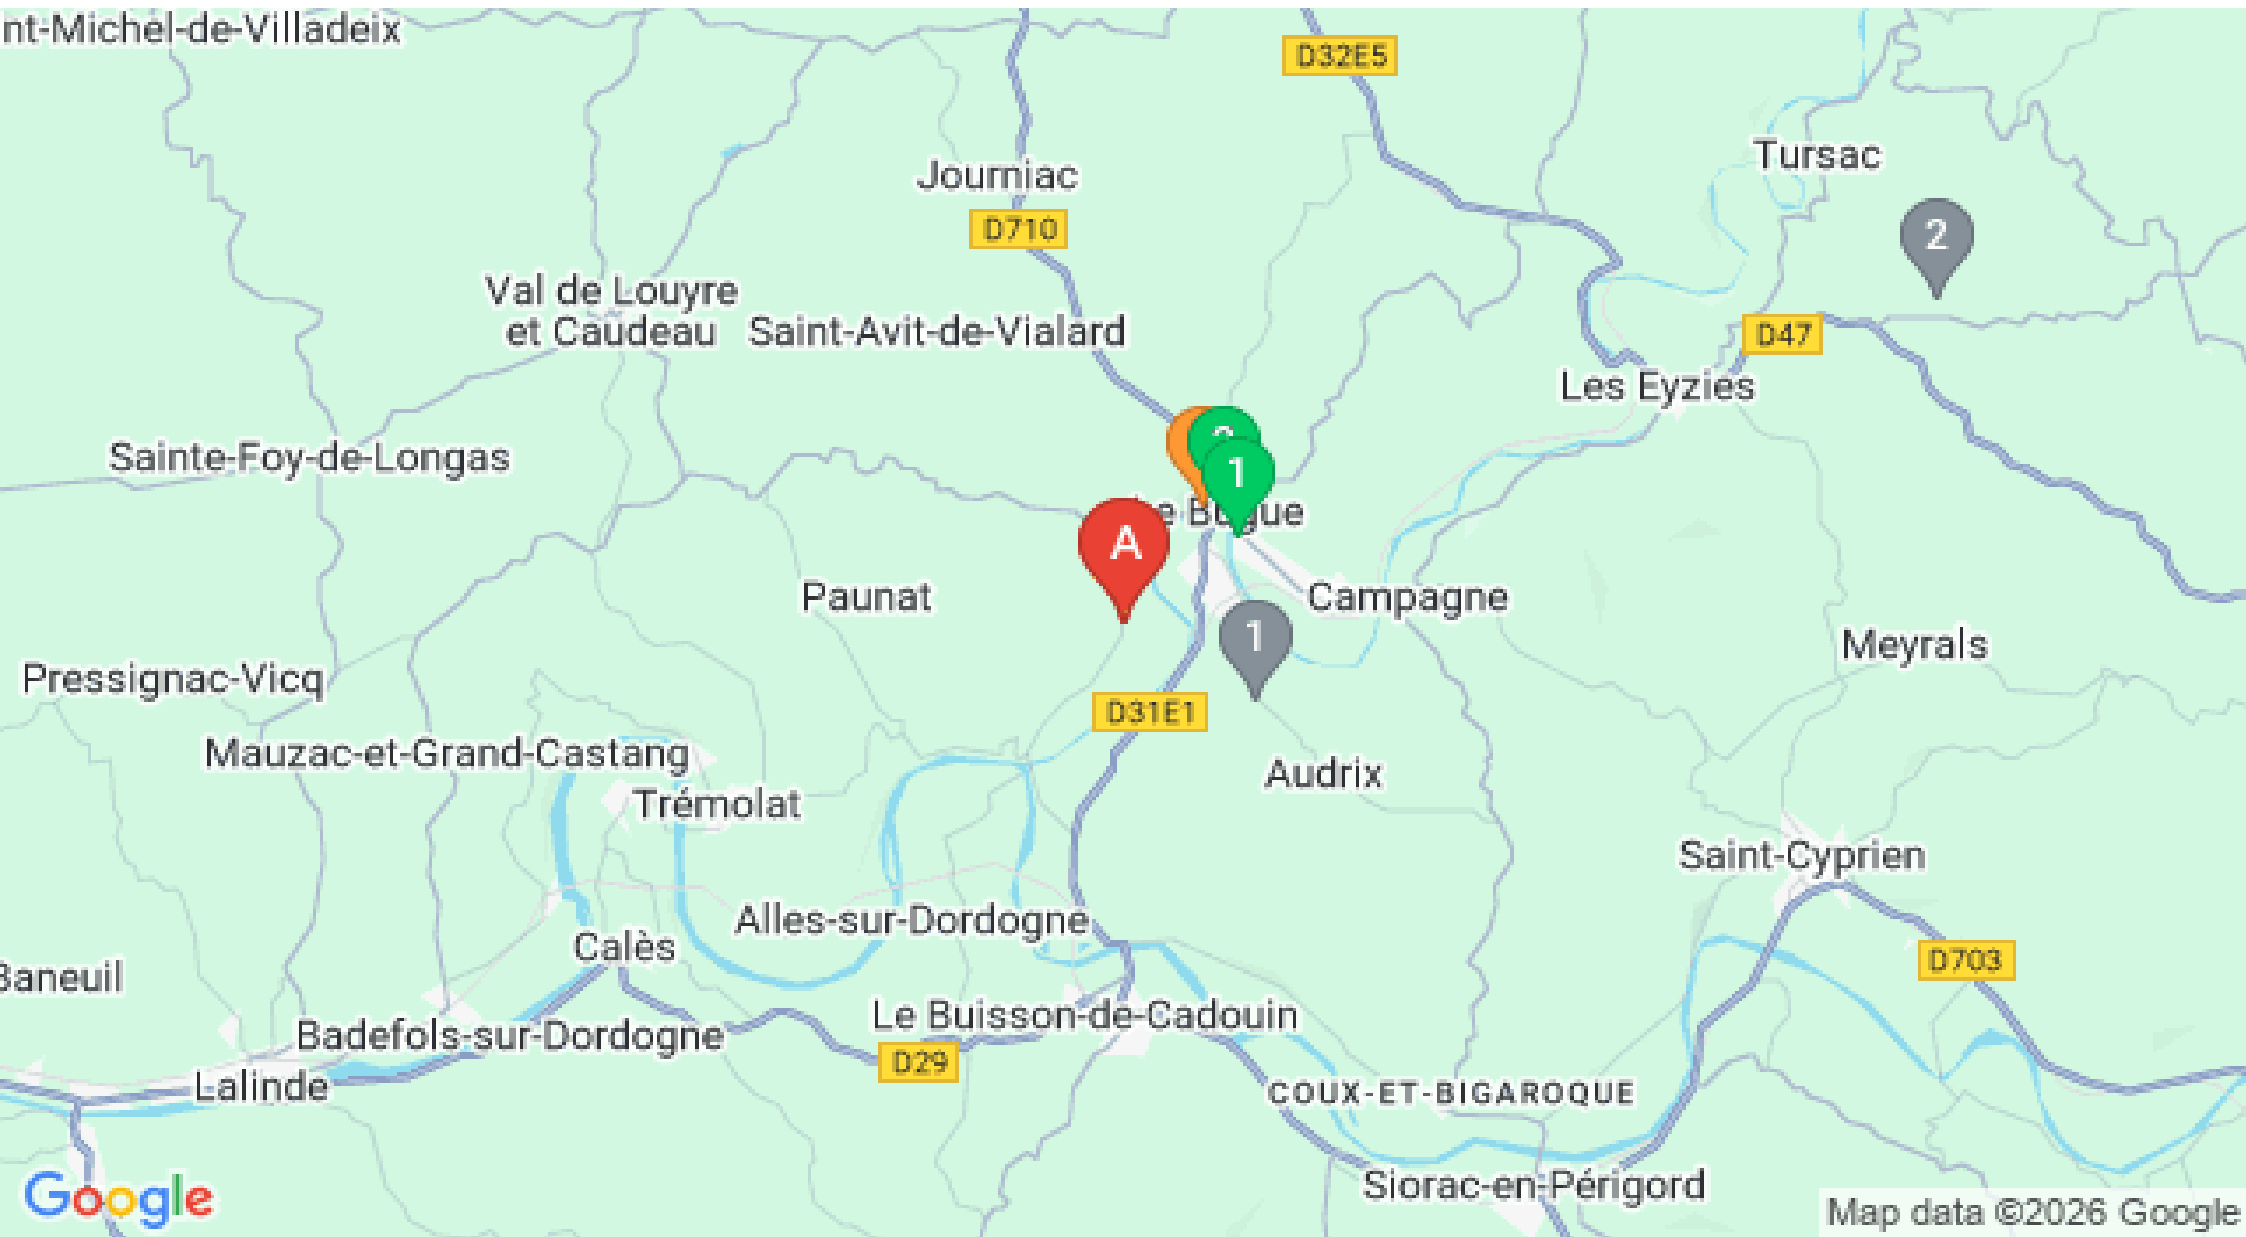 nt-Michel-de-Villadeix
D32E5
Tursac
Journiac
D710
2
Val de Louyre
et Caudeau
Saint-Avit-de-Vialard
D47
Les Eyzies
Sainte-Foy-de-Longas
1
A
Le Bugue
Paunat
Campagne
1
Meyrals
Pressignac-Vicq
D31E1
Mauzac-et-Grand-Castang
Audrix
Trémolat
Saint-Cyprien
Alles-sur-Dordogne
Calès
D703
Baneuil
Le Buisson-de-Cadouin
Badefols-sur-Dordogne
D29
Lalinde
COUX-ET-BIGAROQUE
Siorac-en-Périgord
Google
Map data ©2026 Google